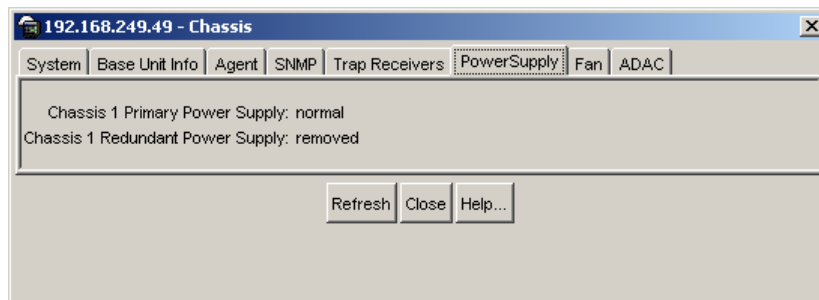 192.168.249.49 - Chassis
System Base Unit Info Agent SNMP Trap Receivers PowerSupply Fan ADAC
Chassis 1 Primary Power Supply: normal
Chassis 1 Redundant Power Supply: removed
Refresh Close Help...